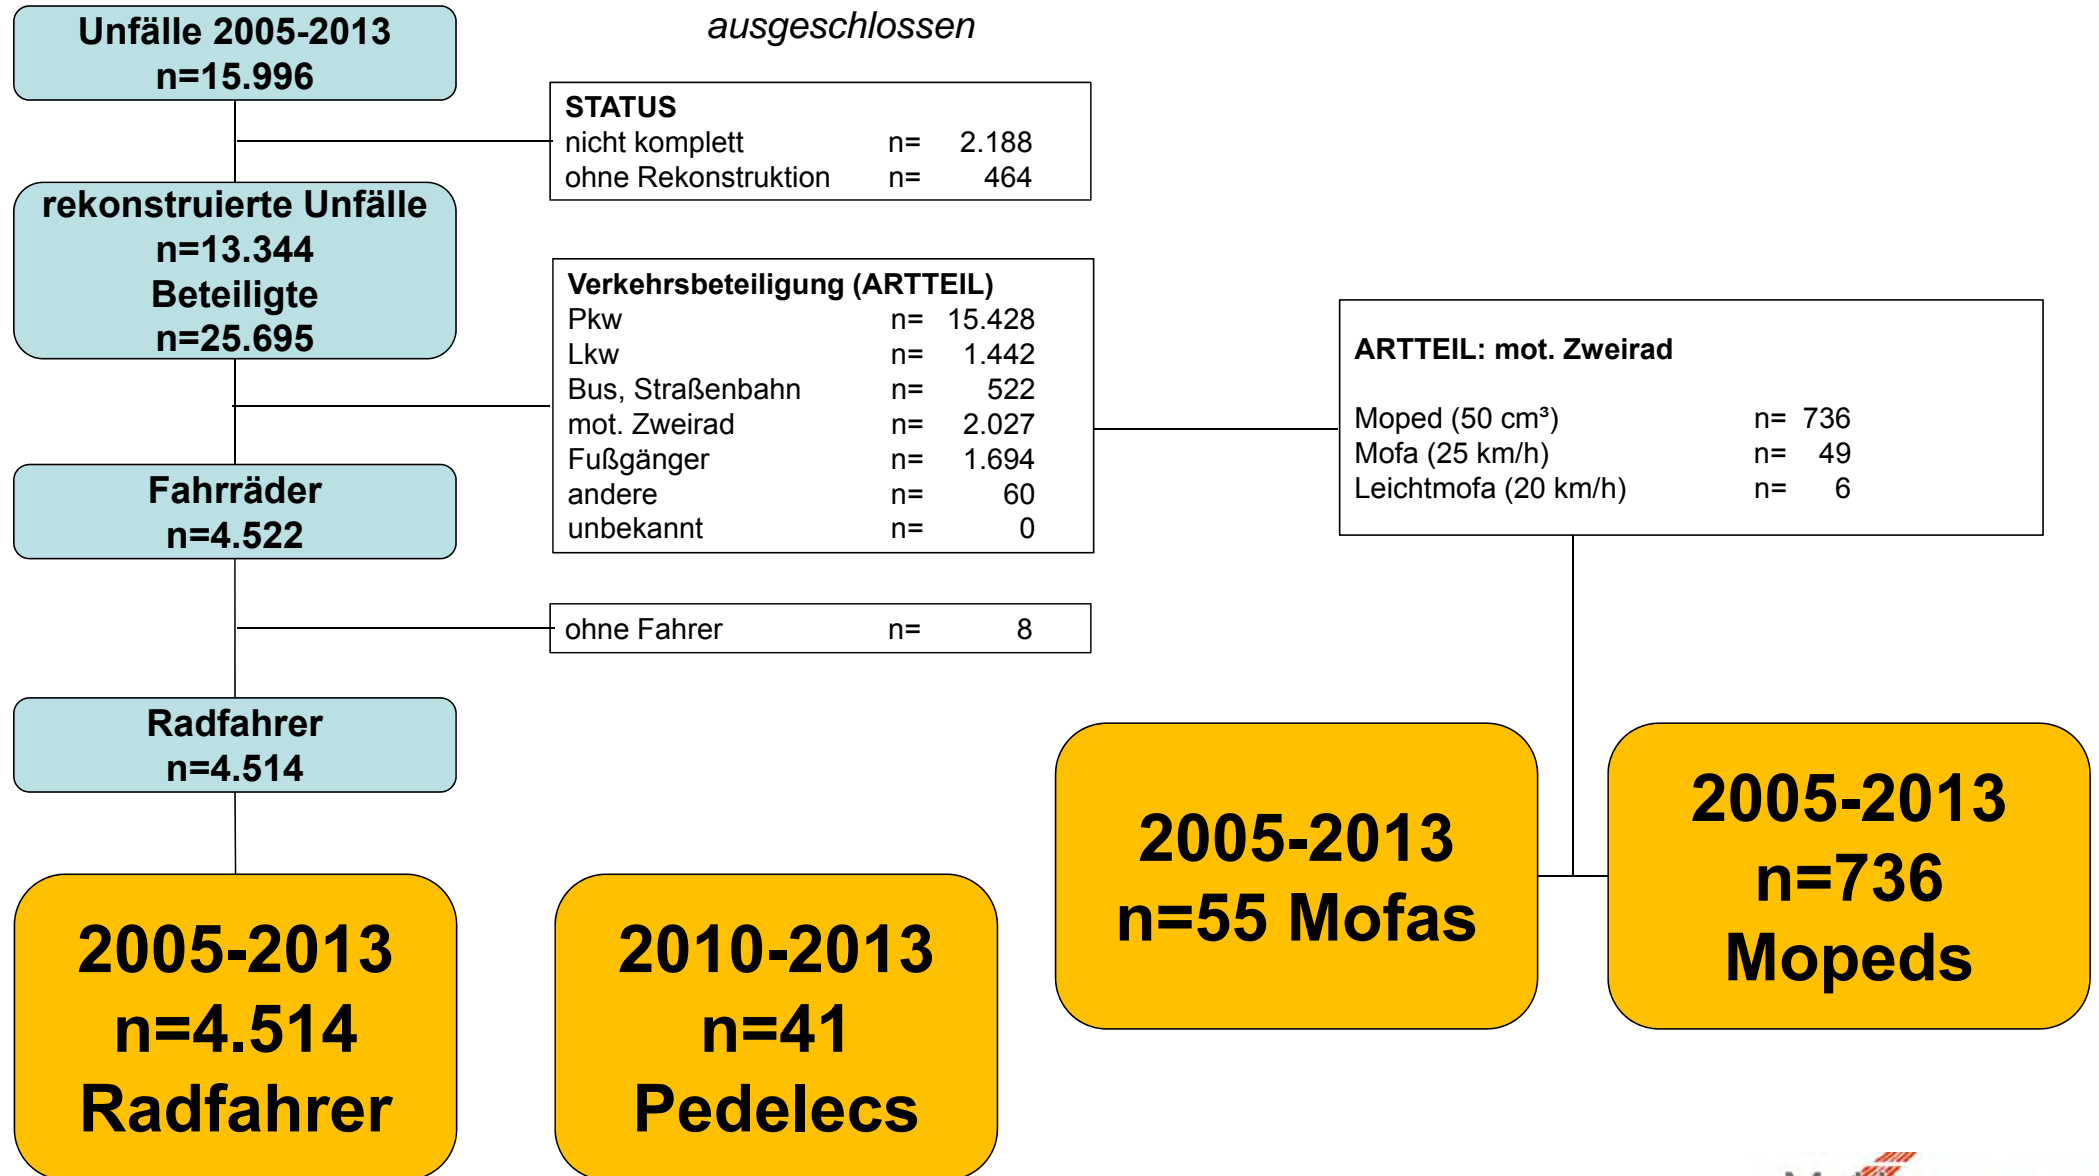 Unfälle 2005-2013
n=15.996
ausgeschlossen
STATUS
nicht komplett n= 2.188
ohne Rekonstruktion n= 464
rekonstruierte Unfälle
n=13.344
Beteiligte
n=25.695
Verkehrsbeteiligung (ARTTEIL)
Pkw n= 15.428
Lkw n= 1.442
Bus, Straßenbahn n= 522
mot. Zweirad n= 2.027
Fußgänger n= 1.694
andere n= 60
unbekannt n= 0
ARTTEIL: mot. Zweirad
Moped (50 cm³) n= 736
Mofa (25 km/h) n= 49
Leichtmofa (20 km/h) n= 6
Fahrräder
n=4.522
ohne Fahrer n= 8
Radfahrer
n=4.514
2005-2013
n=4.514
Radfahrer
2010-2013
n=41
Pedelecs
2005-2013
n=55 Mofas
2005-2013
n=736
Mopeds